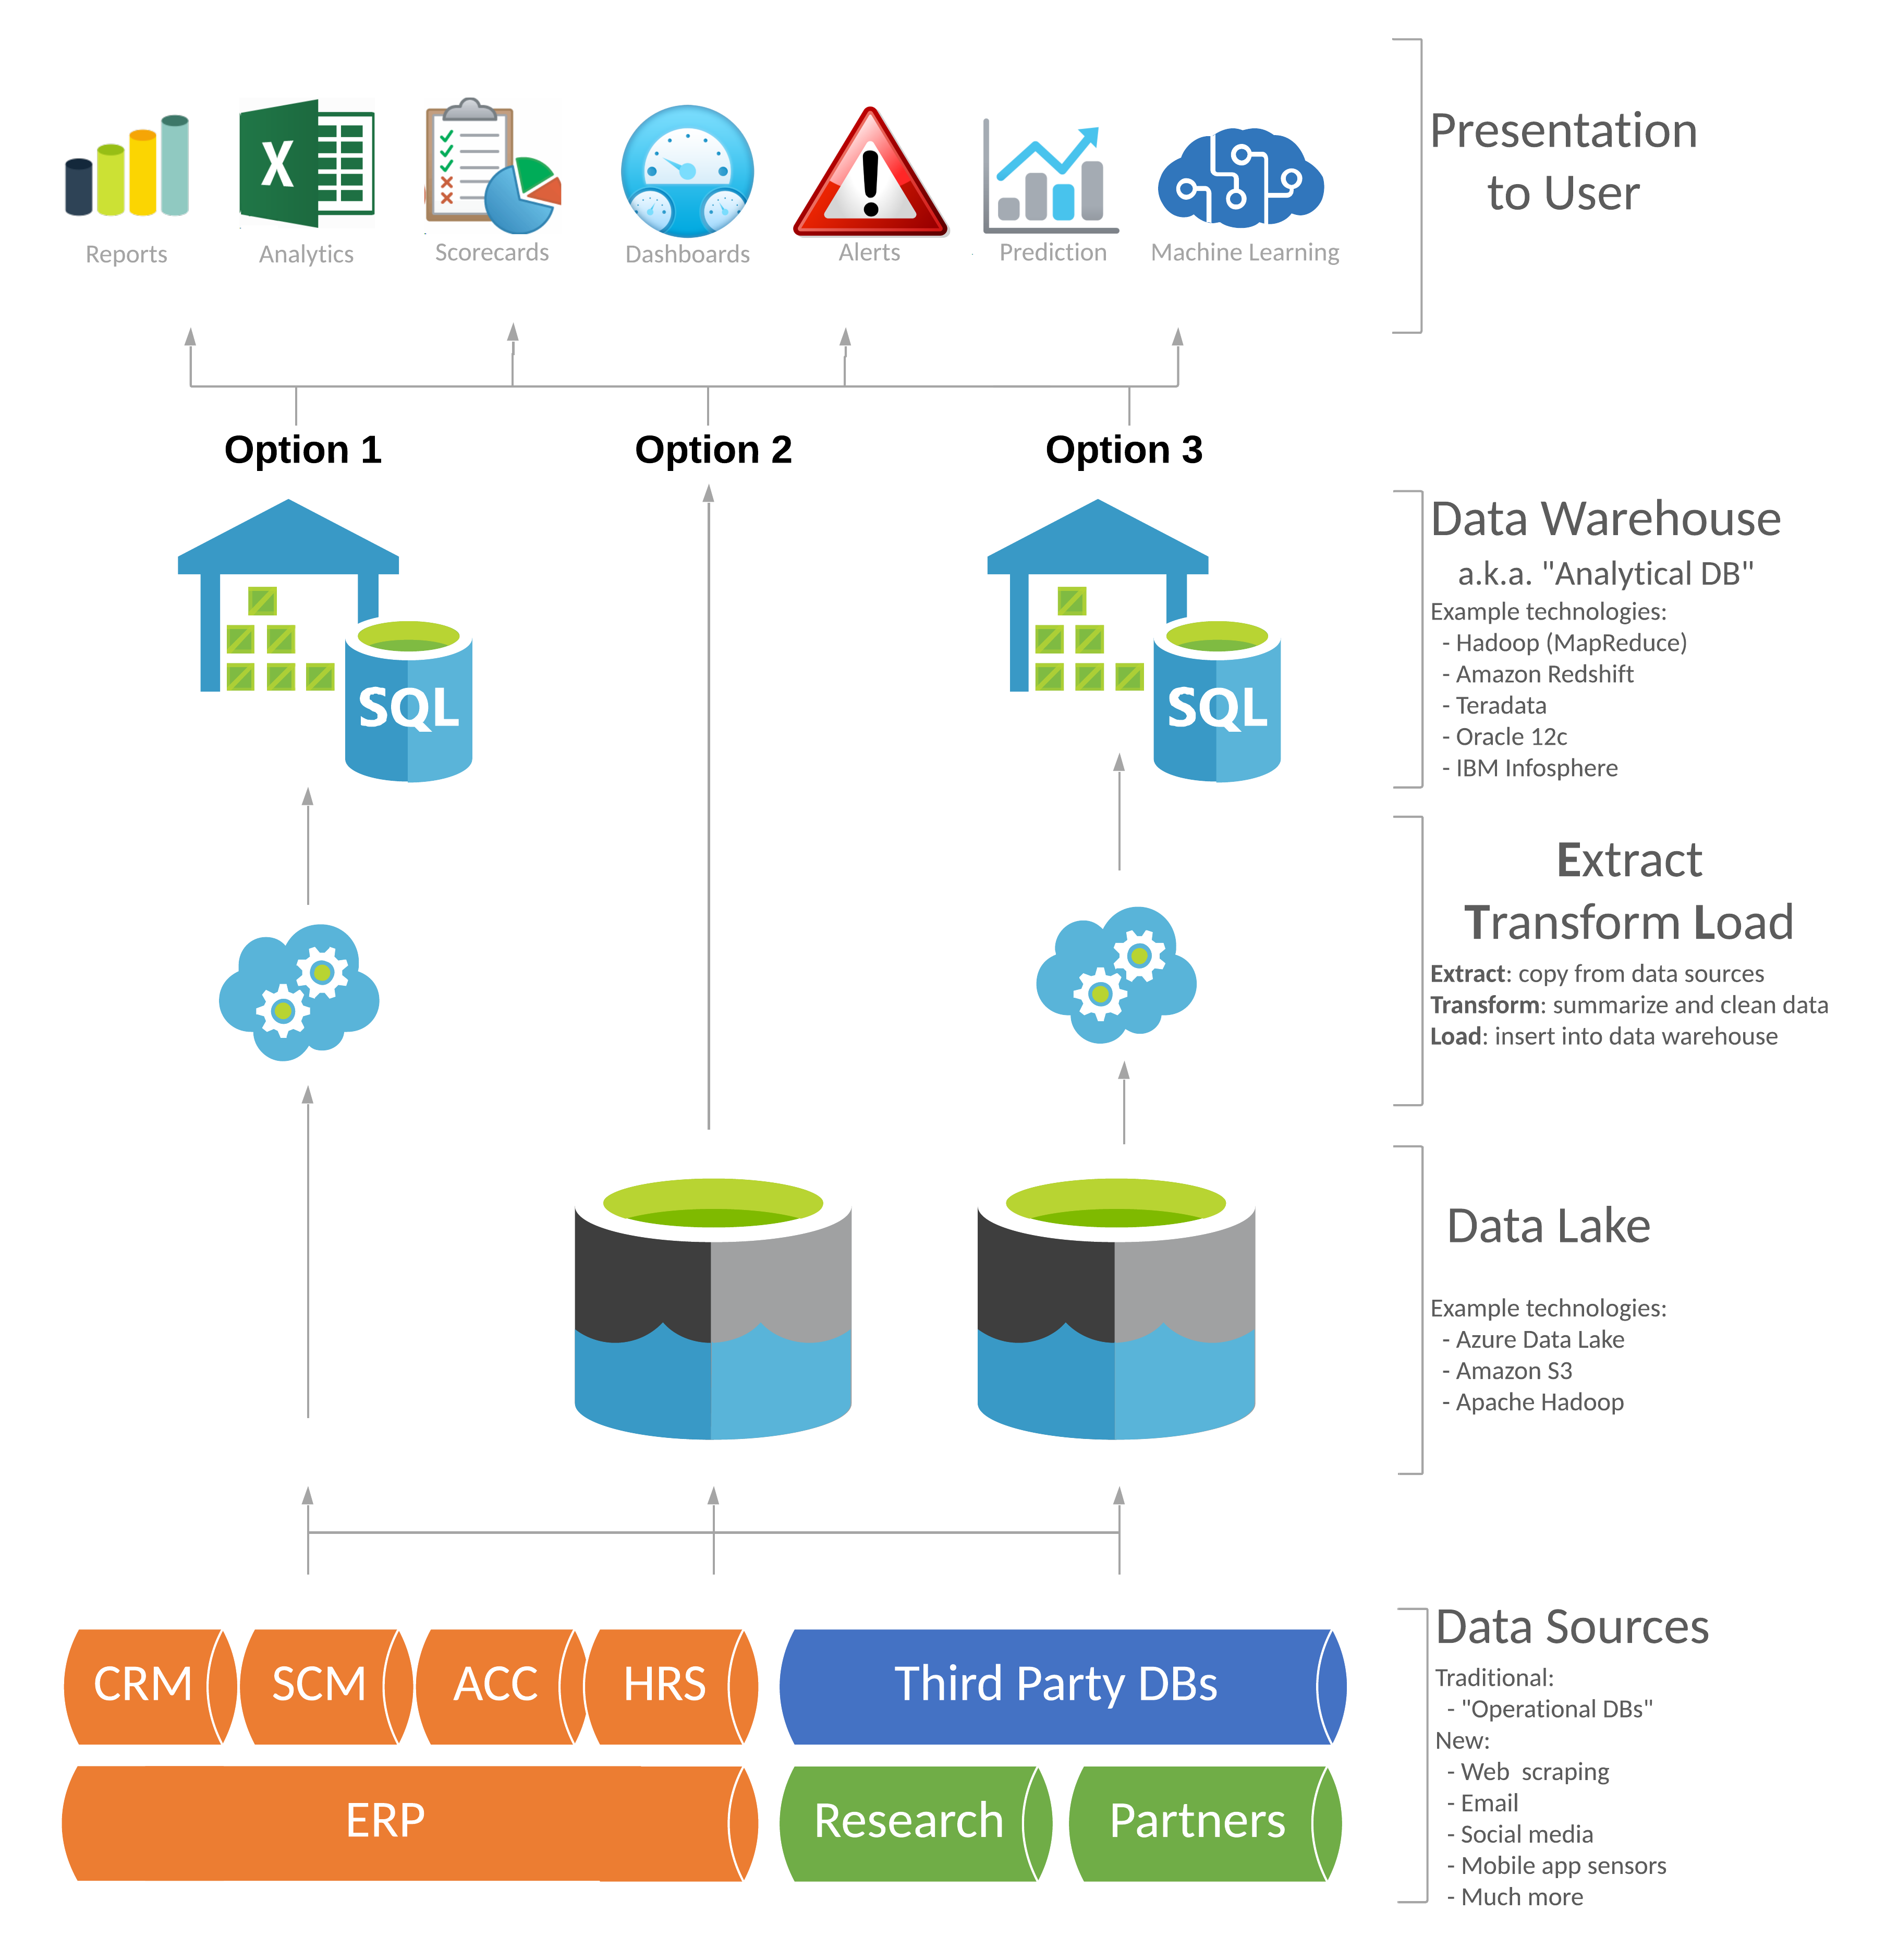 Presentation
to User
X
Reports
Analytics
Scorecards
Dashboards
Alerts
Prediction
Machine Learning
Option 1
Option 2
Option 3
SQL
SQL
Data Warehouse
a.k.a. "Analytical DB"
Example technologies:
- Hadoop (MapReduce)
- Amazon Redshift
- Teradata
- Oracle 12c
- IBM Infosphere
Extract
Transform Load
Extract: copy from data sources
Transform: summarize and clean data
Load: insert into data warehouse
Data Lake
Example technologies:
- Azure Data Lake
- Amazon S3
- Apache Hadoop
CRM
SCM
ACC
HRS
Third Party DBs
ERP
Research
Partners
Data Sources
Traditional:
- "Operational DBs"
New:
- Web  scraping
- Email
- Social media
- Mobile app sensors
- Much more